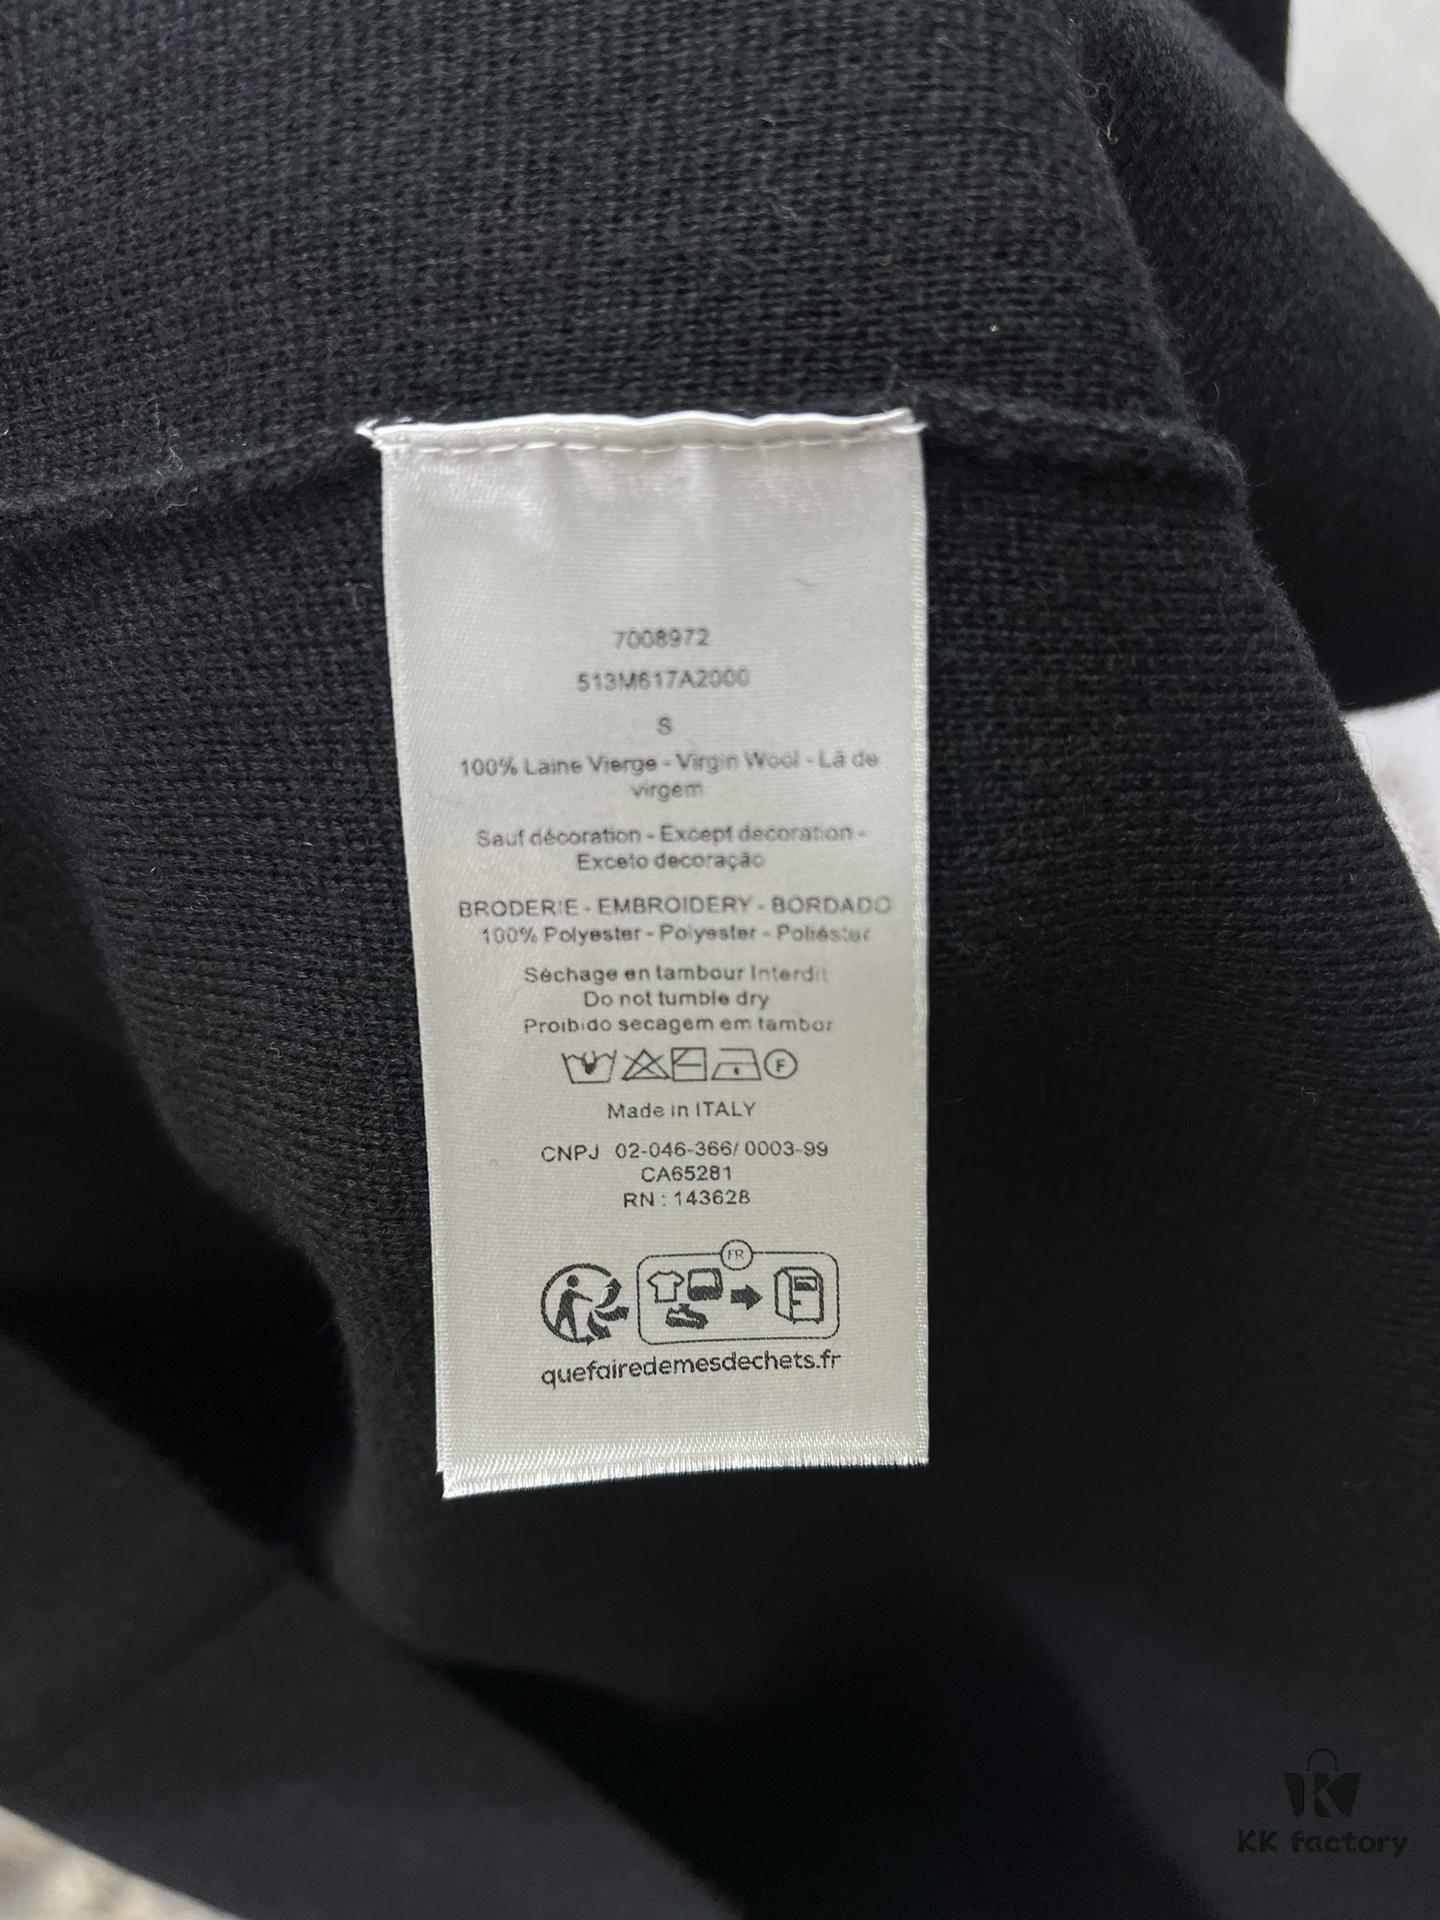 7008972
513M617A2000
S
100% Laine Vierge - Virgin Wool - Lã de
virgem
Sauf décoration - Except decoration -
Exceto decoração
BRODERIE - EMBROIDERY - BORDADO
100% Polyester - Polyester - Poliéster
Séchage en tambour Interdit
Do not tumble dry
Proibido secagem em tambor
F
Made in ITALY
CNPJ 02-046-366/ 0003-99
CA65281
RN : 143628
FR
quefairedemesdechets.fr
KK factory